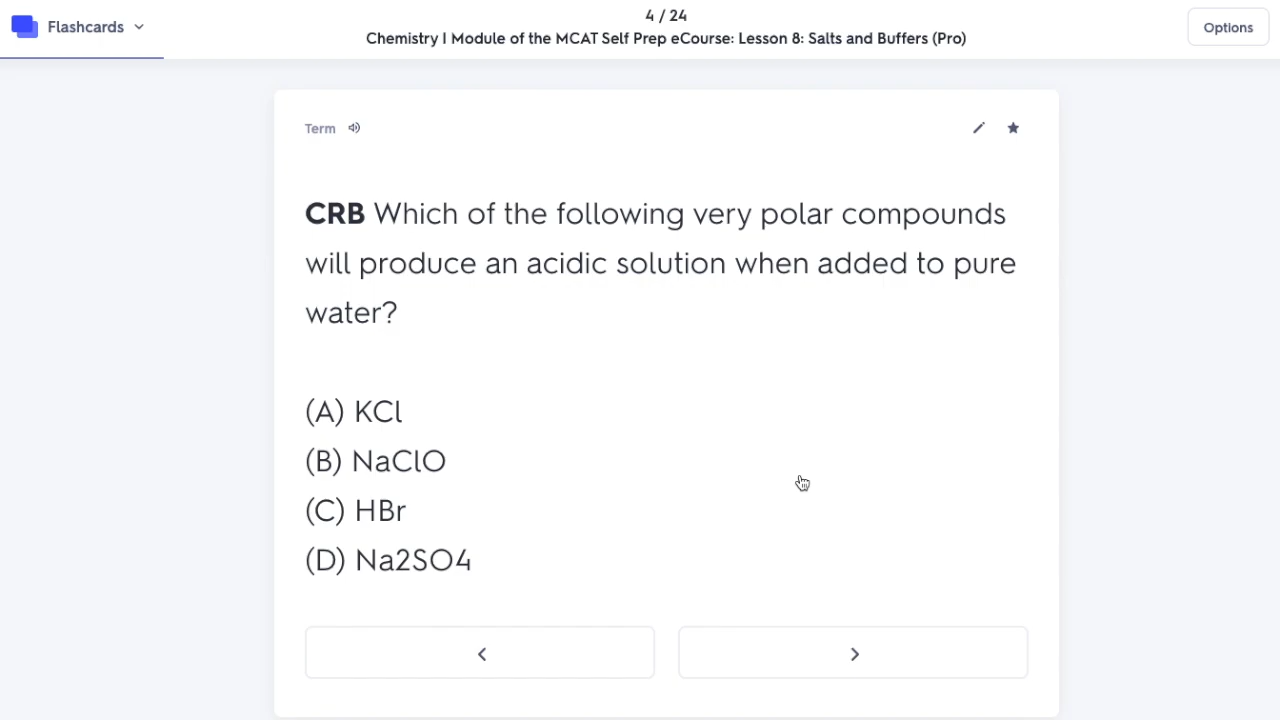 Flashcards
4 / 24
Chemistry I Module of the MCAT Self Prep eCourse: Lesson 8: Salts and Buffers (Pro)
Options
Term
CRB Which of the following very polar compounds
will produce an acidic solution when added to pure
water?
(A) KCl
(B) NaClO
(C) HBr
(D) Na2SO4